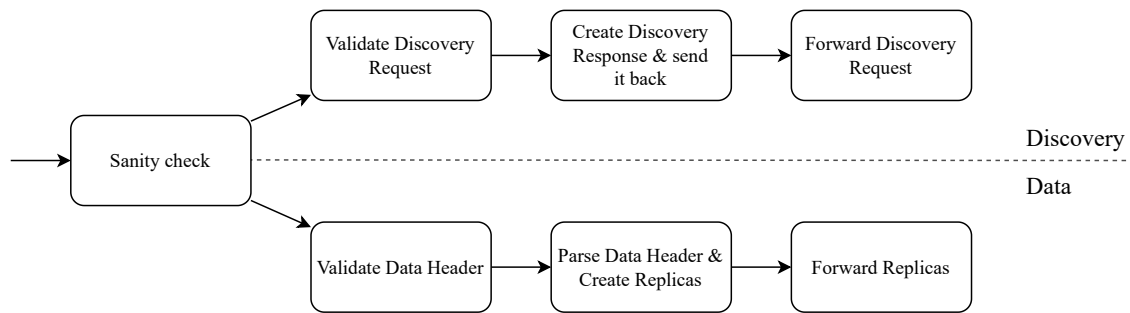 Validate Discovery
Request
Create Discovery
Response & send
it back
Forward Discovery
Request
Sanity check
Discovery
Data
Validate Data Header
Parse Data Header &
Create Replicas
Forward Replicas